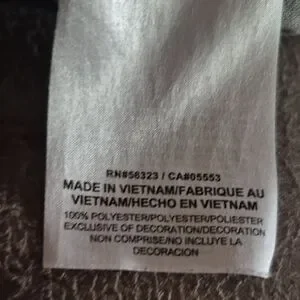 RN#56323 / CA#05553
MADE IN VIETNAM/FABRIQUE AU
VIETNAM/HECHO EN VIETNAM
100% POLYESTER/POLYESTER/POLIESTER
EXCLUSIVE OF DECORATION/DECORATION
NON COMPRISE/NO INCLUYE LA
DECORACION